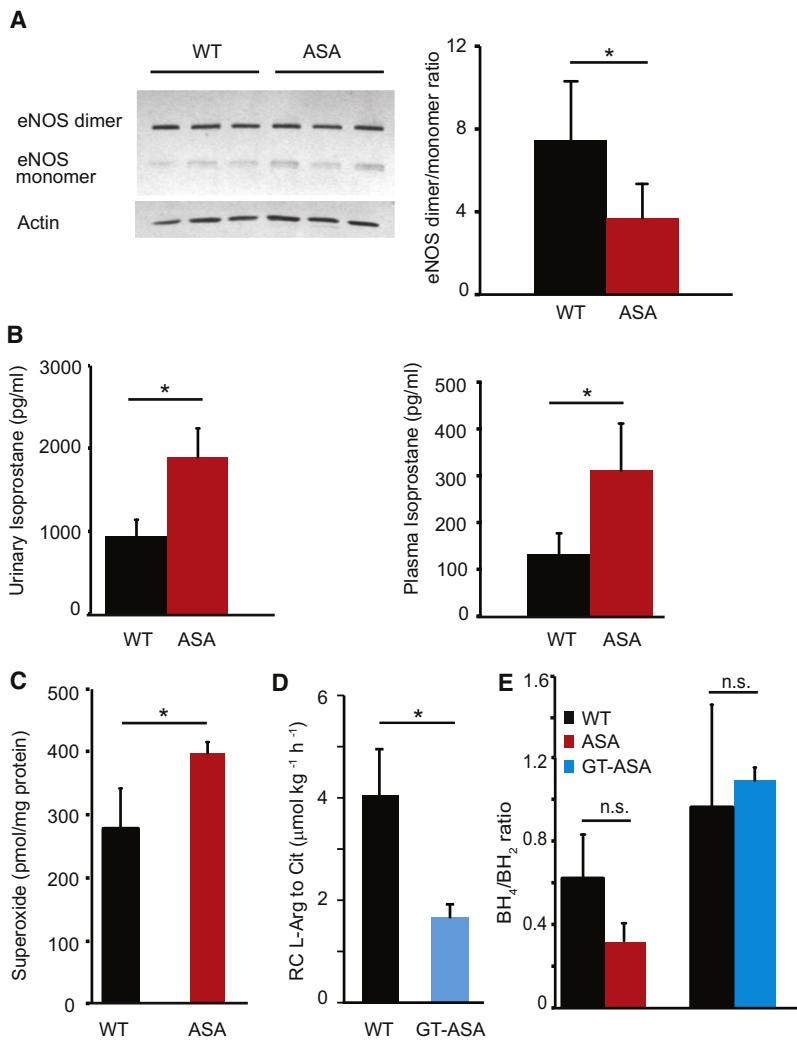 A
WT
ASA
eNOS dimer
eNOS
monomer
Actin
eNOS dimer/monomer ratio
12
8
4
0
*
WT
ASA
B
Urinary Isoprostane (pg/ml)
3000
2000
1000
0
*
WT
ASA
Plasma Isoprostane (pg/ml)
500
400
300
200
100
0
*
WT
ASA
C
Superoxide (pmol/mg protein)
500
400
300
200
100
0
*
WT
ASA
D
RC L-Arg to Cit (μmol kg⁻¹ h⁻¹)
6
4
2
0
*
WT
GT-ASA
E
BH₄/BH₂ ratio
1.6
1.2
0.8
0.4
0
WT
ASA
GT-ASA
n.s.
n.s.